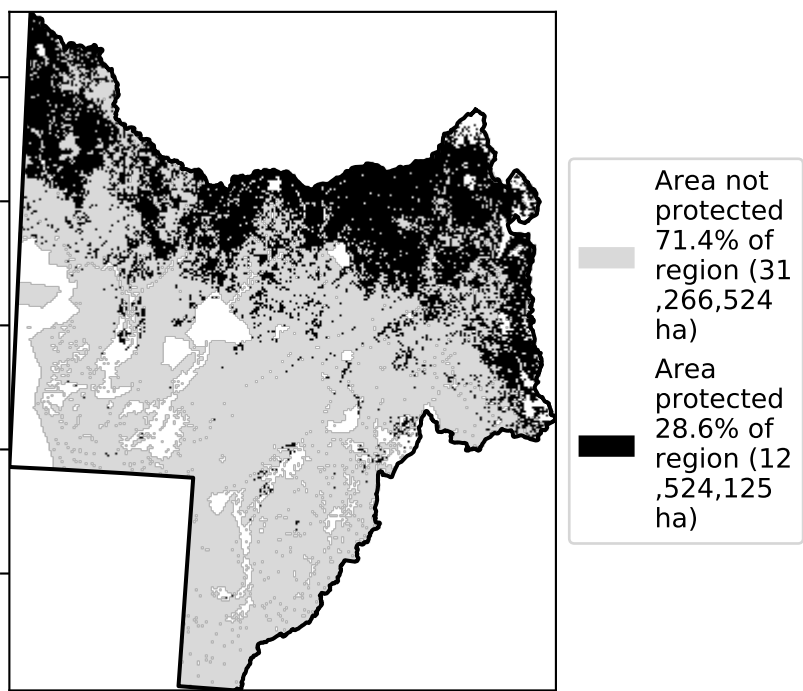 Area not
protected
71.4% of
region (31
,266,524
ha)
Area
protected
28.6% of
region (12
,524,125
ha)